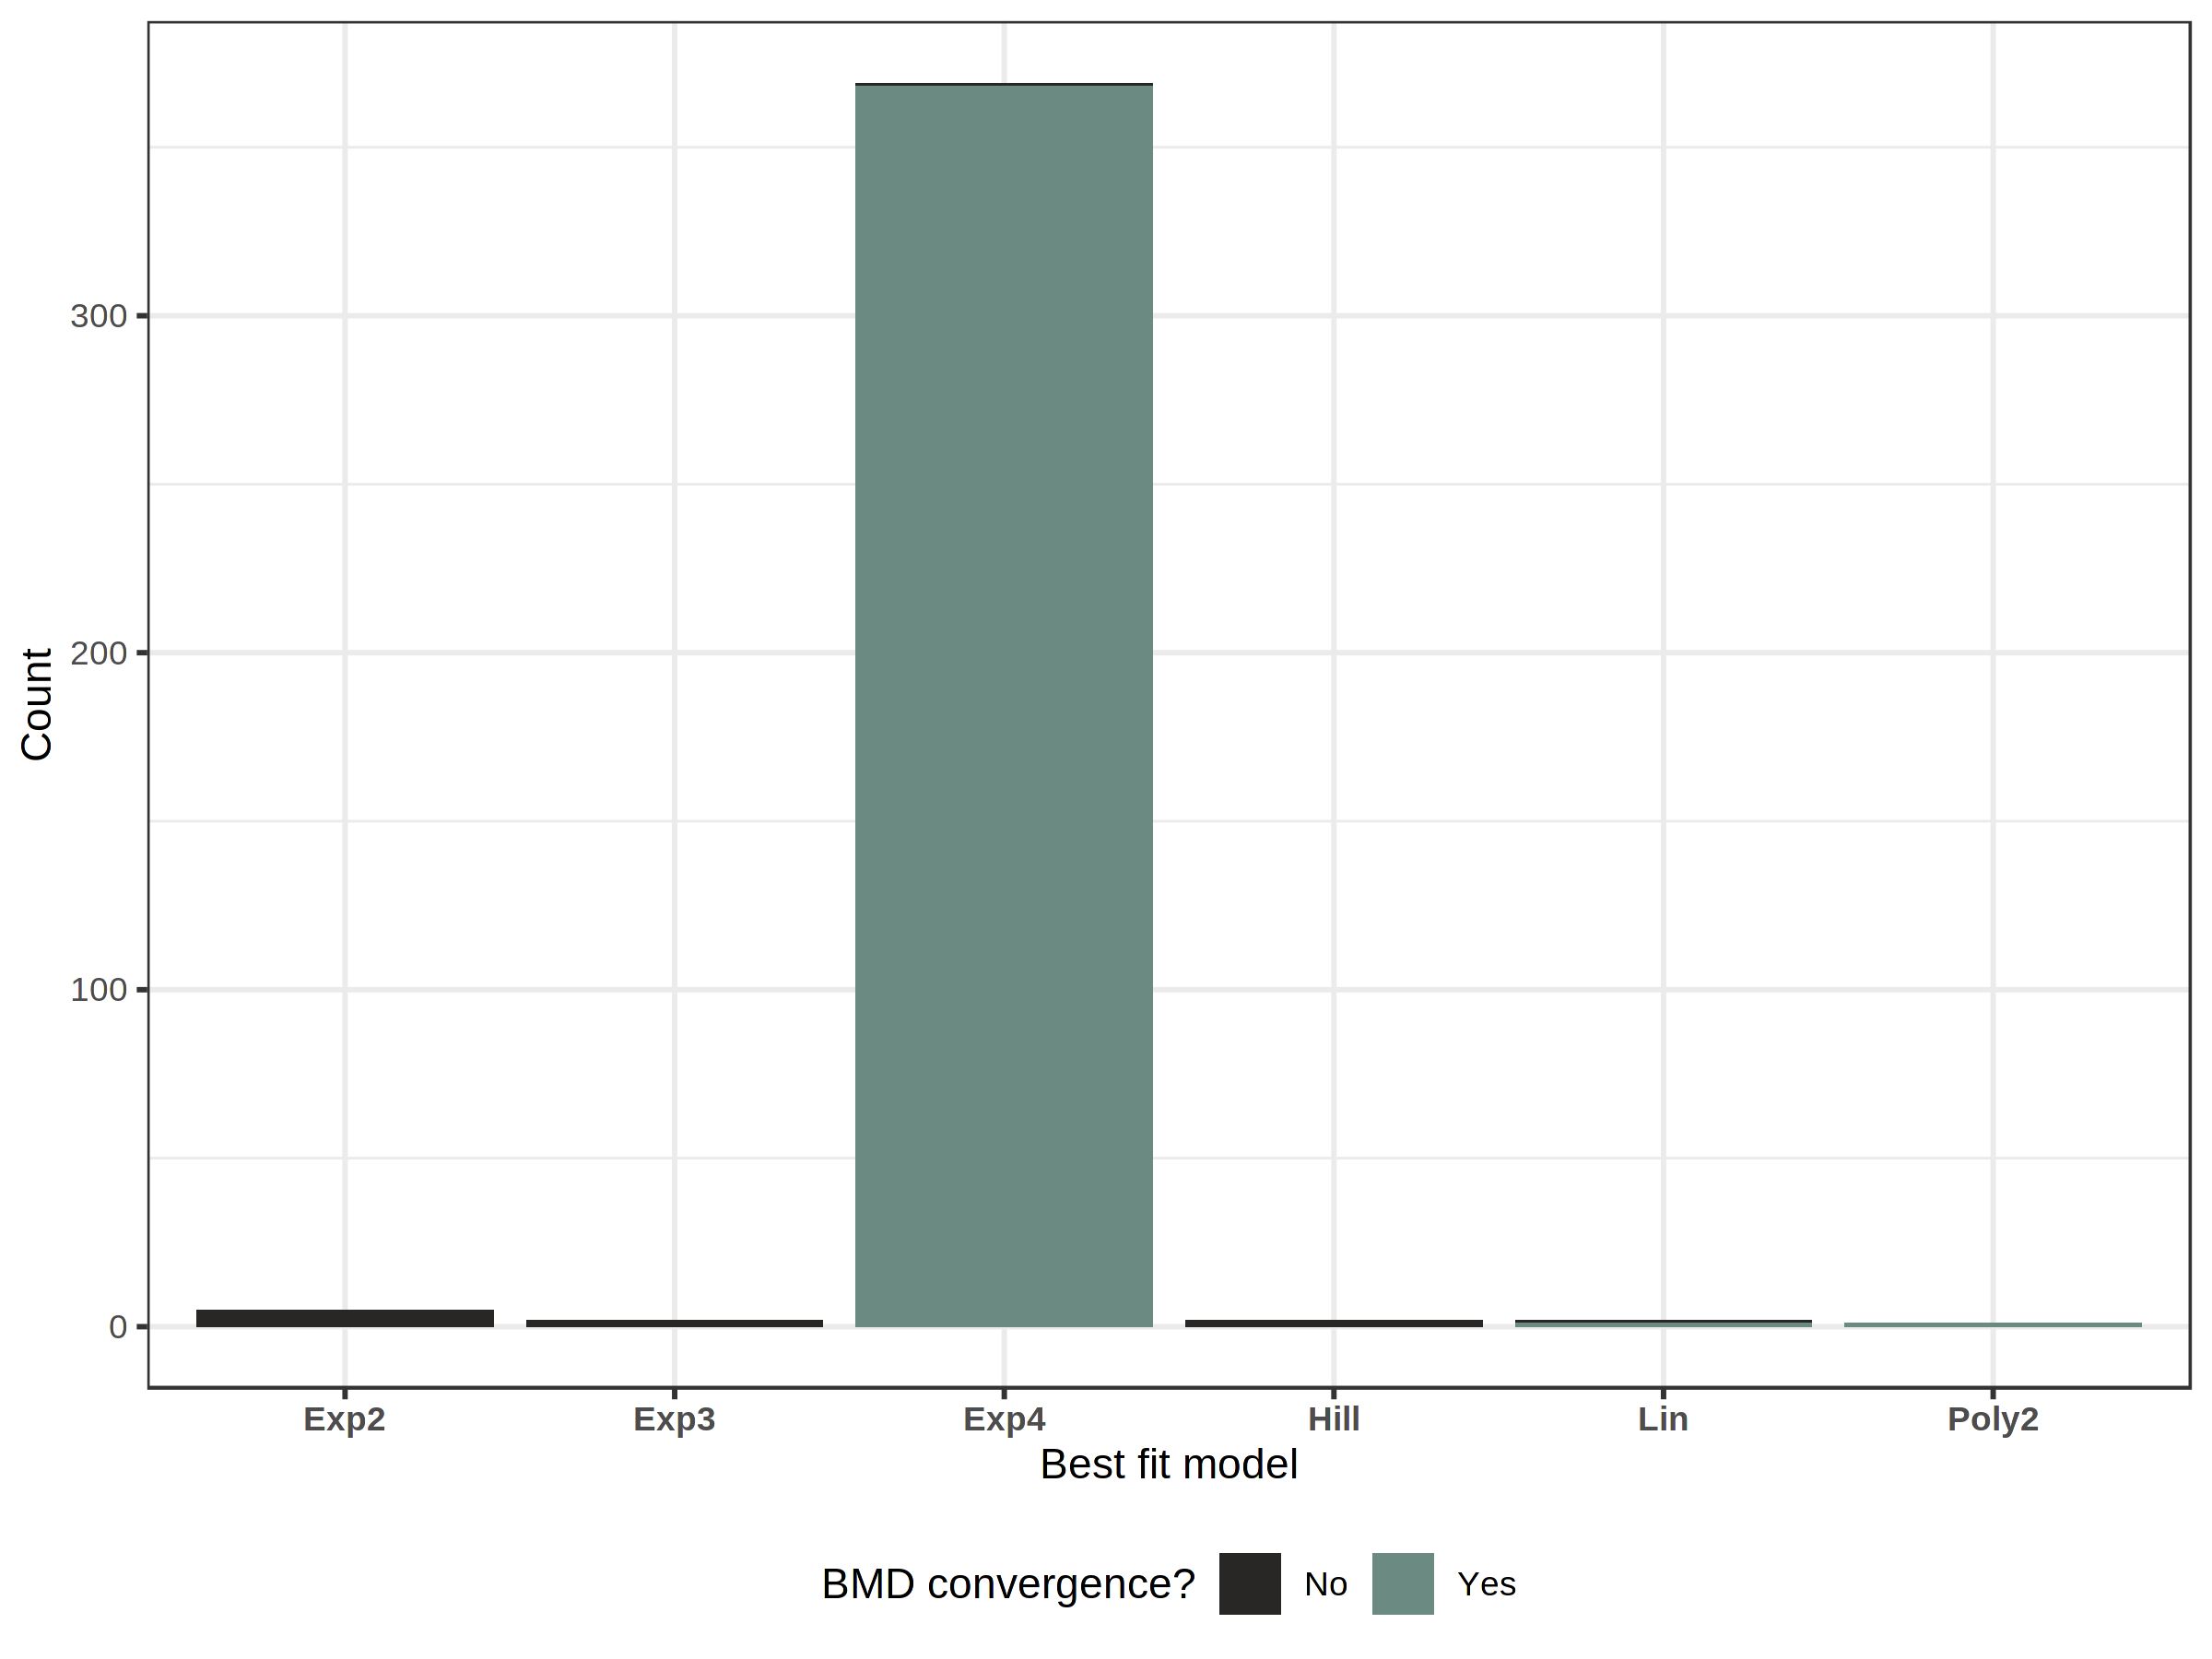 Count
300
200
100
0
Exp2 Exp3 Exp4 Hill Lin Poly2
Best fit model
BMD convergence? No Yes